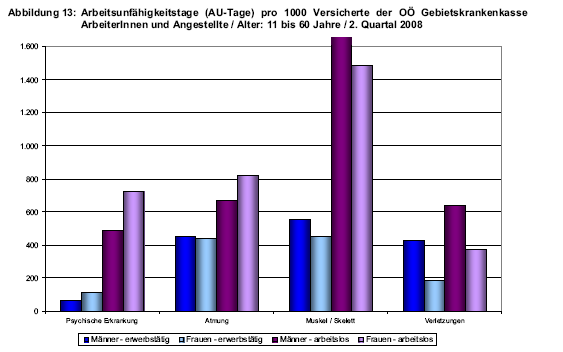 Abbildung 13: Arbeitsunfähigkeitstage (AU-Tage) pro 1000 Versicherte der OÖ Gebietskrankenkasse
ArbeiterInnen und Angestellte / Alter: 11 bis 60 Jahre / 2. Quartal 2008
1.600
1.400
1.200
1.000
800
600
400
200
0
Psychische Erkrankung Atmung Muskel / Skelett Verletzungen
Männer - erwerbstätig Frauen - erwerbstätig Männer - arbeitslos Frauen - arbeitslos